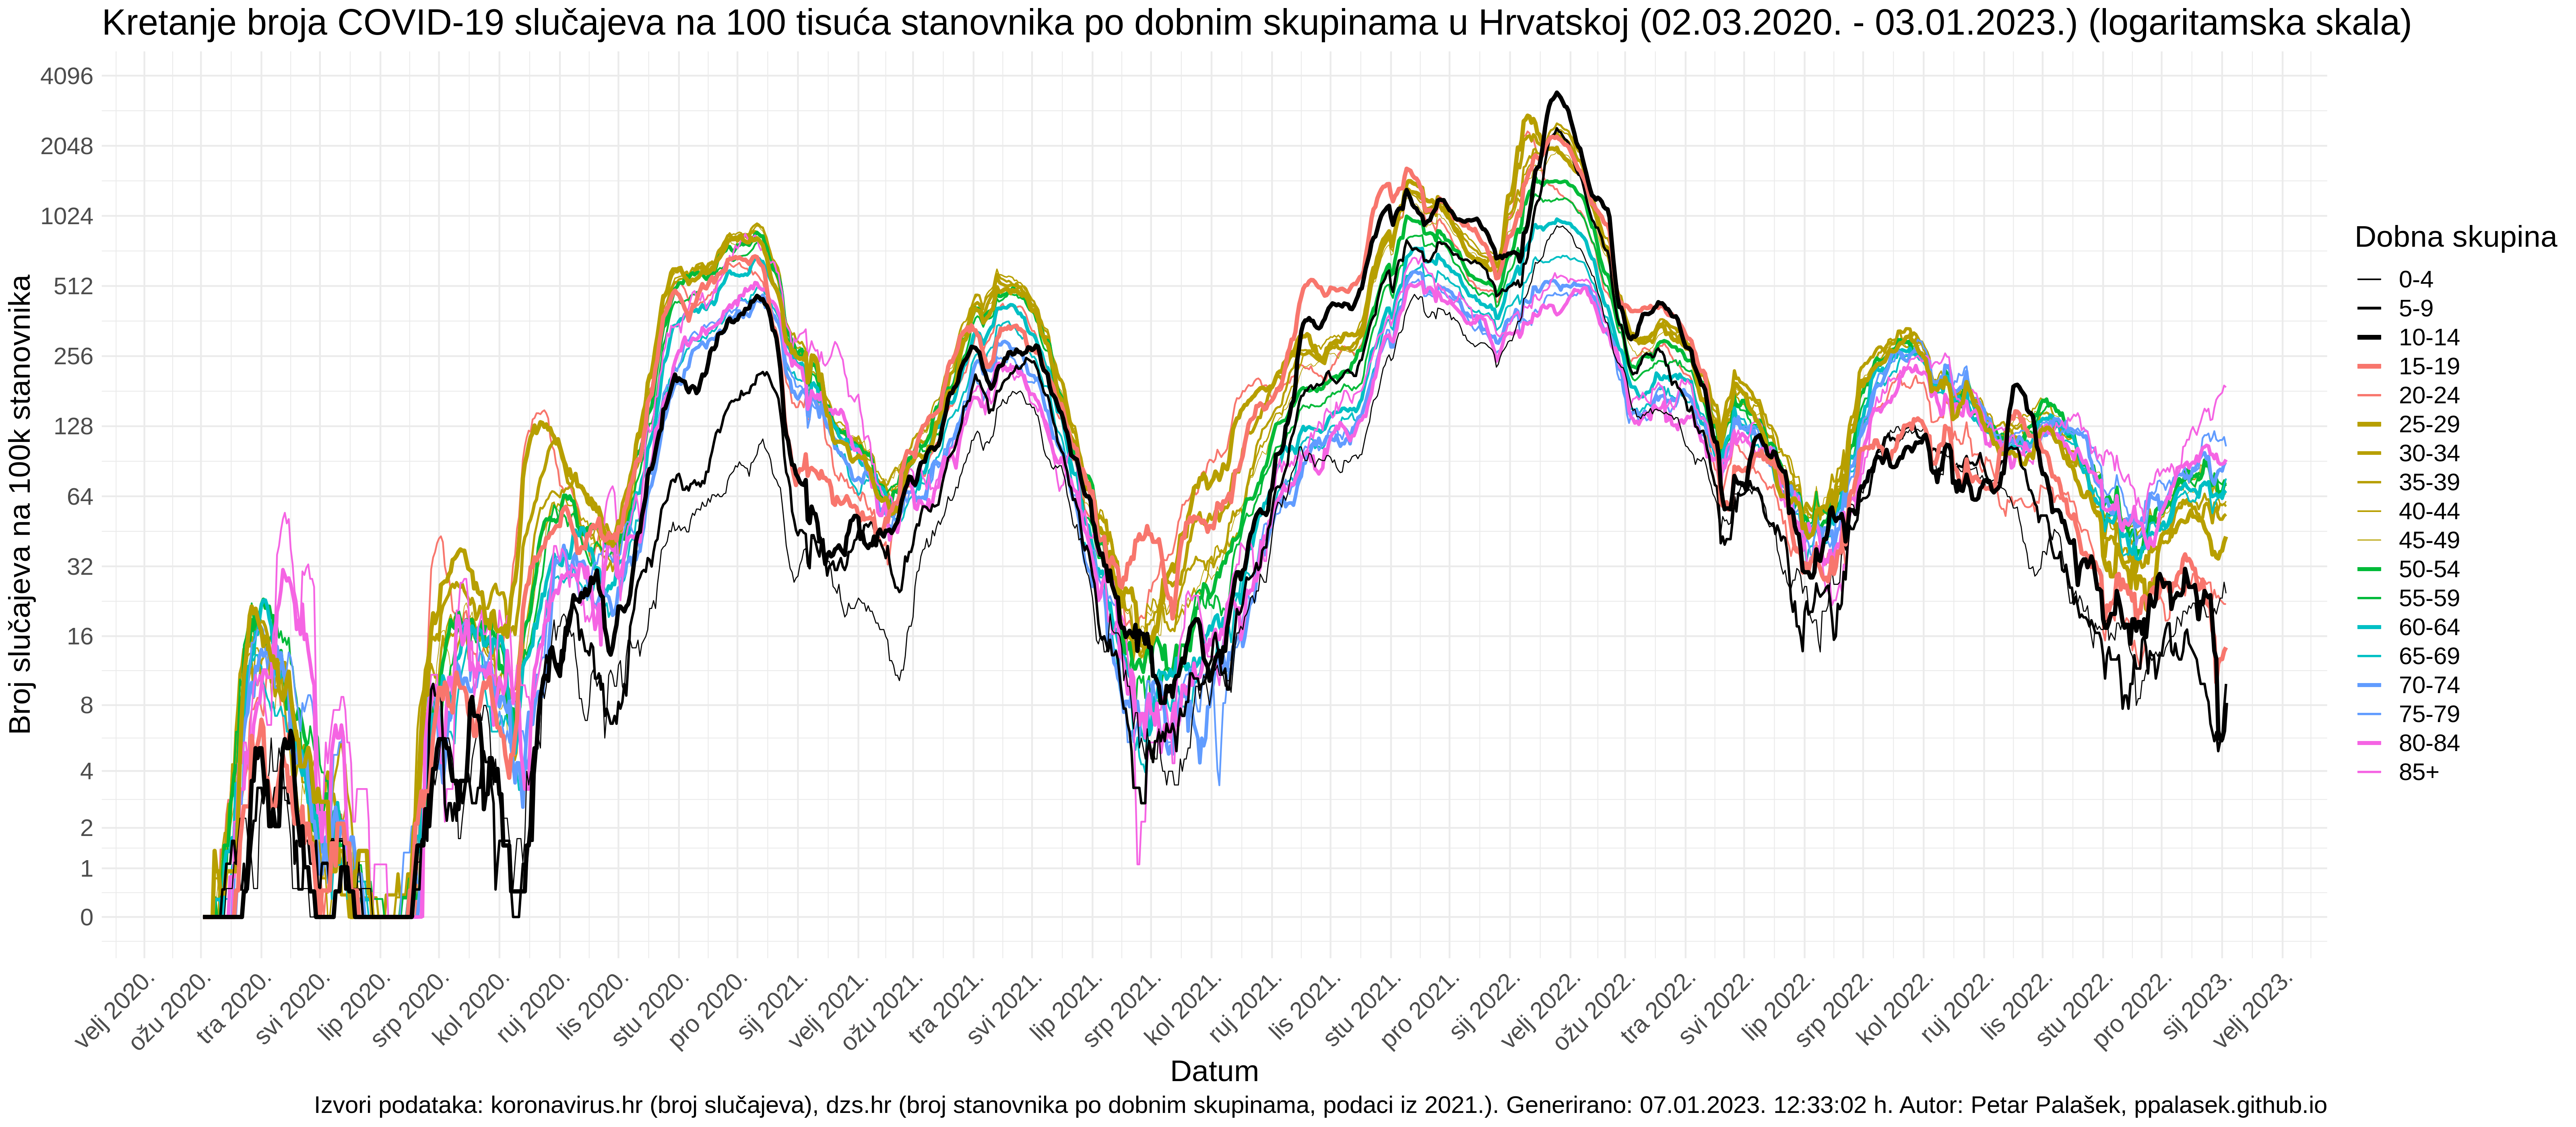 Kretanje broja COVID-19 slučajeva na 100 tisuća stanovnika po dobnim skupinama u Hrvatskoj (02.03.2020. - 03.01.2023.) (logaritamska skala)
Broj slučajeva na 100k stanovnika
4096
2048
1024
512
256
128
64
32
16
8
4
2
1
0
velj 2020.
ožu 2020.
tra 2020.
svi 2020.
lip 2020.
srp 2020.
kol 2020.
ruj 2020.
lis 2020.
stu 2020.
pro 2020.
sij 2021.
velj 2021.
ožu 2021.
tra 2021.
svi 2021.
lip 2021.
srp 2021.
kol 2021.
ruj 2021.
lis 2021.
stu 2021.
pro 2021.
sij 2022.
velj 2022.
ožu 2022.
tra 2022.
svi 2022.
lip 2022.
srp 2022.
kol 2022.
ruj 2022.
lis 2022.
stu 2022.
pro 2022.
sij 2023.
velj 2023.
Datum
Dobna skupina
0-4
5-9
10-14
15-19
20-24
25-29
30-34
35-39
40-44
45-49
50-54
55-59
60-64
65-69
70-74
75-79
80-84
85+
Izvori podataka: koronavirus.hr (broj slučajeva), dzs.hr (broj stanovnika po dobnim skupinama, podaci iz 2021.). Generirano: 07.01.2023. 12:33:02 h. Autor: Petar Palašek, ppalasek.github.io